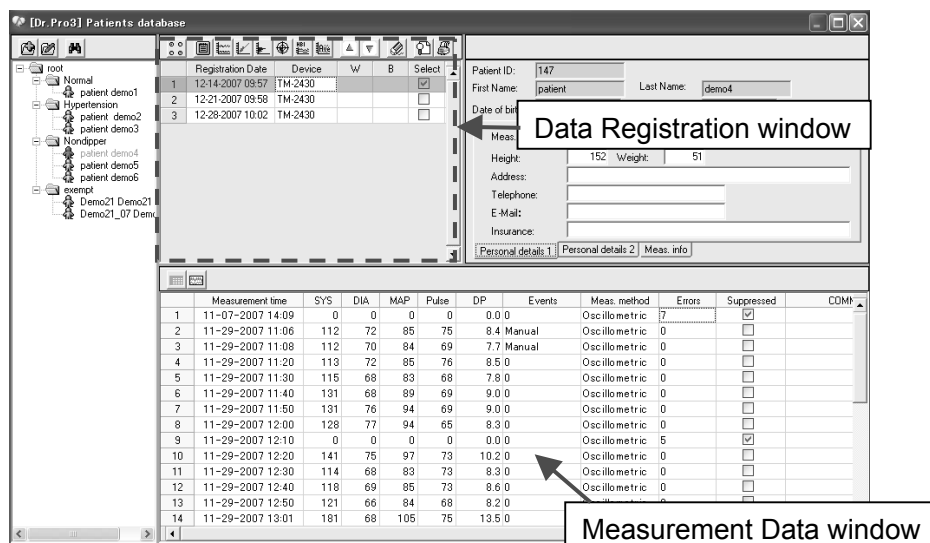 [Dr.Pro3] Patients database
root
Normal
patient demo1
Hypertension
patient demo2
patient demo3
Nondipper
patient demo4
patient demo5
patient demo6
exempt
Demo21 Demo21
Demo21_07 Demo
Registration Date Device W B Select
1 12-14-2007 09:57 TM-2430
2 12-21-2007 09:58 TM-2430
3 12-28-2007 10:02 TM-2430
Patient ID: 147
First Name: patient Last Name: demo4
Date of birt
Meas.
Height: 152 Weight: 51
Address:
Telephone:
E-Mail:
Insurance:
Personal details 1 Personal details 2 Meas. info
Data Registration window
Measurement time SYS DIA MAP Pulse DP Events Meas. method Errors Suppressed COMM
1 11-07-2007 14:09 0 0 0 0 0.0 0 Oscillometric 7
2 11-29-2007 11:06 112 72 85 75 8.4 Manual Oscillometric 0
3 11-29-2007 11:08 112 70 84 69 7.7 Manual Oscillometric 0
4 11-29-2007 11:20 113 72 85 76 8.5 0 Oscillometric 0
5 11-29-2007 11:30 115 68 83 68 7.8 0 Oscillometric 0
6 11-29-2007 11:40 131 68 89 69 9.0 0 Oscillometric 0
7 11-29-2007 11:50 131 76 94 69 9.0 0 Oscillometric 0
8 11-29-2007 12:00 128 77 94 65 8.3 0 Oscillometric 0
9 11-29-2007 12:10 0 0 0 0 0.0 0 Oscillometric 5
10 11-29-2007 12:20 141 75 97 73 10.2 0 Oscillometric 0
11 11-29-2007 12:30 114 68 83 73 8.3 0 Oscillometric 0
12 11-29-2007 12:40 118 69 85 73 8.6 0 Oscillometric 0
13 11-29-2007 12:50 121 66 84 68 8.2 0
14 11-29-2007 13:01 181 68 105 75 13.5 0
Measurement Data window